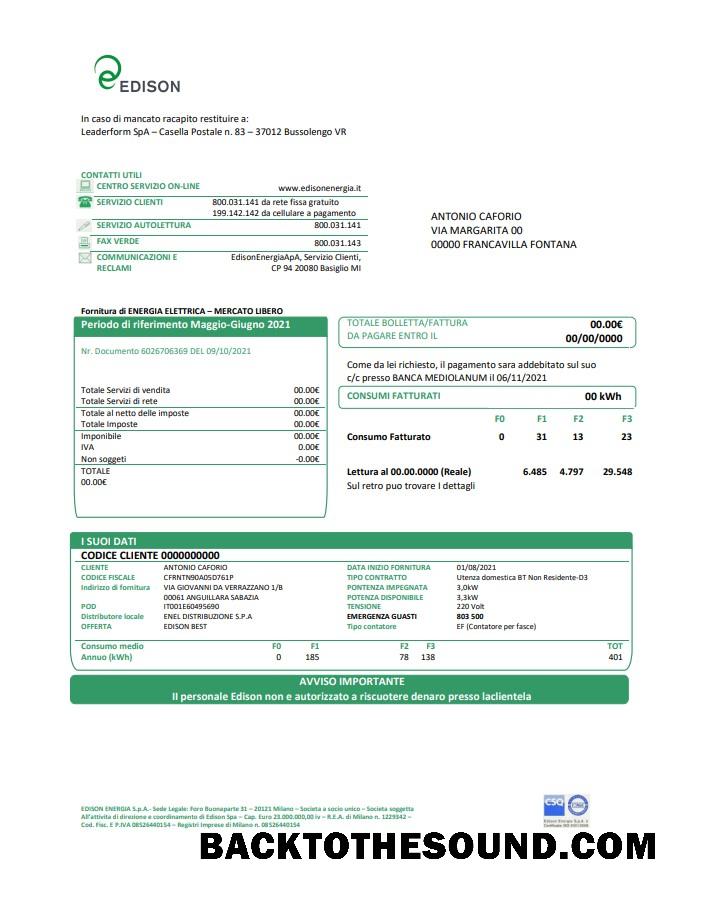 EDISON
In caso di mancato racapito restituire a:
Leaderform SpA – Casella Postale n. 83 – 37012 Bussolengo VR
CONTATTI UTILI
CENTRO SERVIZIO ON-LINE www.edisonenergia.it
SERVIZIO CLIENTI 800.031.141 da rete fissa gratuito
199.142.142 da cellulare a pagamento
SERVIZIO AUTOLETTURA 800.031.141
FAX VERDE 800.031.143
COMMUNICAZIONI E RECLAMI EdisonEnergiaApA, Servizio Clienti,
CP 94 20080 Basiglio MI
ANTONIO CAFORIO
VIA MARGARITA 00
00000 FRANCAVILLA FONTANA
Fornitura di ENERGIA ELETTRICA – MERCATO LIBERO
Periodo di riferimento Maggio-Giugno 2021
Nr. Documento 6026706369 DEL 09/10/2021
Totale Servizi di vendita 00.00€
Totale Servizi di rete 00.00€
Totale al netto delle imposte 00.00€
Totale Imposte 00.00€
Imponibile 00.00€
IVA 0.00€
Non soggeti -0.00€
TOTALE
00.00€
TOTALE BOLLETTA/FATTURA 00.00€
DA PAGARE ENTRO IL 00/00/0000
Come da lei richiesto, il pagamento sara addebitato sul suo
c/c presso BANCA MEDIOLANUM il 06/11/2021
CONSUMI FATTURATI 00 kWh
F0 F1 F2 F3
Consumo Fatturato 0 31 13 23
Lettura al 00.00.0000 (Reale) 6.485 4.797 29.548
Sul retro puo trovare I dettagli
I SUOI DATI
CODICE CLIENTE 0000000000
CLIENTE ANTONIO CAFORIO DATA INIZIO FORNITURA 01/08/2021
CODICE FISCALE CFRNTN90A05D761P TIPO CONTRATTO Utenza domestica BT Non Residente-D3
Indirizzo di fornitura VIA GIOVANNI DA VERRAZZANO 1/B PONTENZA IMPEGNATA 3,0kW
00061 ANGUILLARA SABAZIA POTENZA DISPONIBILE 3,3kW
POD IT001E60495690 TENSIONE 220 Volt
Distributore locale ENEL DISTRIBUZIONE S.P.A EMERGENZA GUASTI 803 500
OFFERTA EDISON BEST Tipo contatore EF (Contatore per fasce)
Consumo medio F0 F1 F2 F3 TOT
Annuo (kWh) 0 185 78 138 401
AVVISO IMPORTANTE
Il personale Edison non e autorizzato a riscuotere denaro presso laclientela
EDISON ENERGIA S.p.A.- Sede Legale: Foro Buonaparte 31 – 20121 Milano – Societa a socio unico – Societa soggetta
All'attivita di direzione e coordinamento di Edison Spa – Cap. Euro 23.000.000,00 iv – R.E.A. di Milano n. 1229342 –
Cod. Fisc. E P.IVA 08526440154 – Registri Imprese di Milano n. 08526440154
CSQ
BACKTOTHESOUND.COM